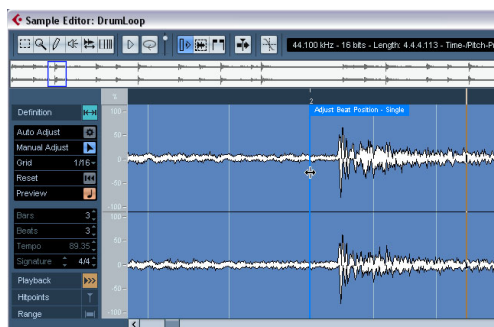 Sample Editor: DrumLoop
44.100 kHz - 16 bits - Length: 4.4.4.113 - Time-/Pitch-P
%
2
Definition
100
Adjust Beat Position - Single
Auto Adjust
Manual Adjust
50
Grid 1/16
0
Reset
Preview
-50
-100
Bars 3
100
Beats 3
Tempo 89.35
50
Signature 4/4
0
Playback
Hitpoints
-50
Range
-100